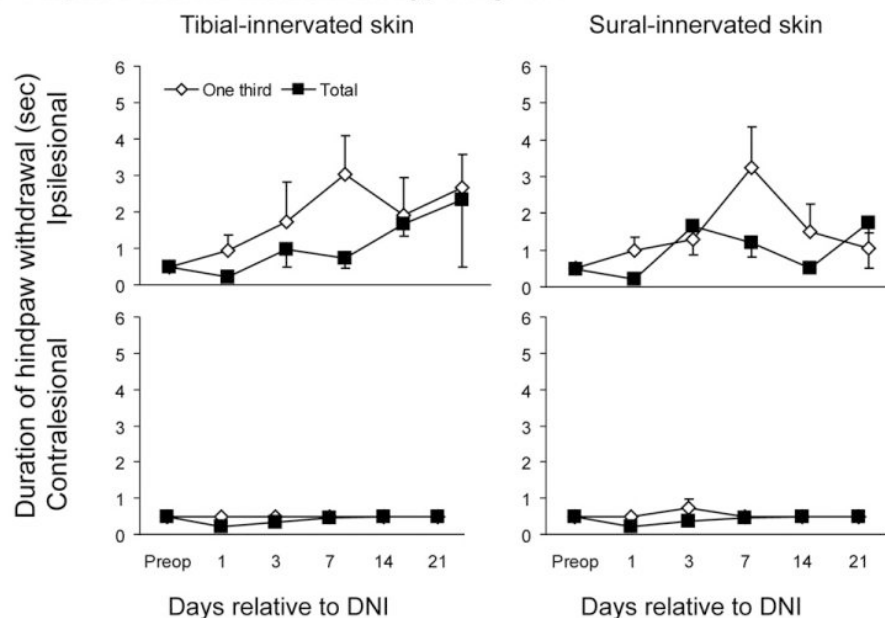 Tibial-innervated skin
Sural-innervated skin
Duration of hindpaw withdrawal (sec)
Ipsilesional
Contralesional
6
5
4
3
2
1
0
One third
Total
6
5
4
3
2
1
0
6
5
4
3
2
1
0
Preop 1 3 7 14 21
Days relative to DNI
6
5
4
3
2
1
0
Preop 1 3 7 14 21
Days relative to DNI